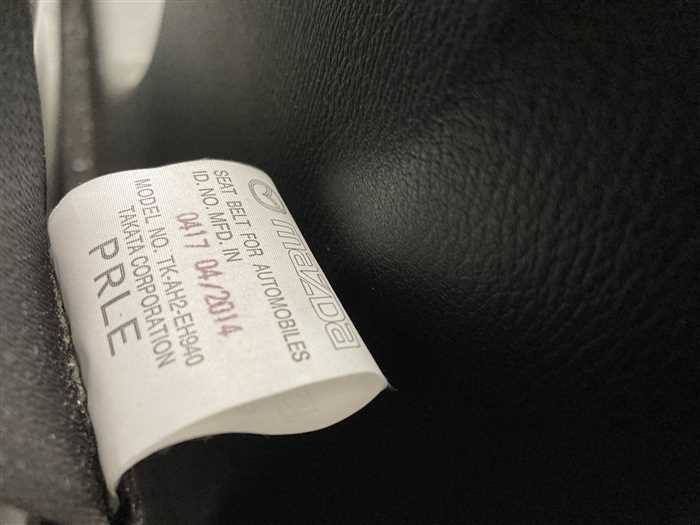 mazda
SEAT BELT FOR AUTOMOBILES
ID. NO. MFD. IN
0417 04/2014
MODEL NO. TK-AH2-EH940
TAKATA CORPORATION
PRLE